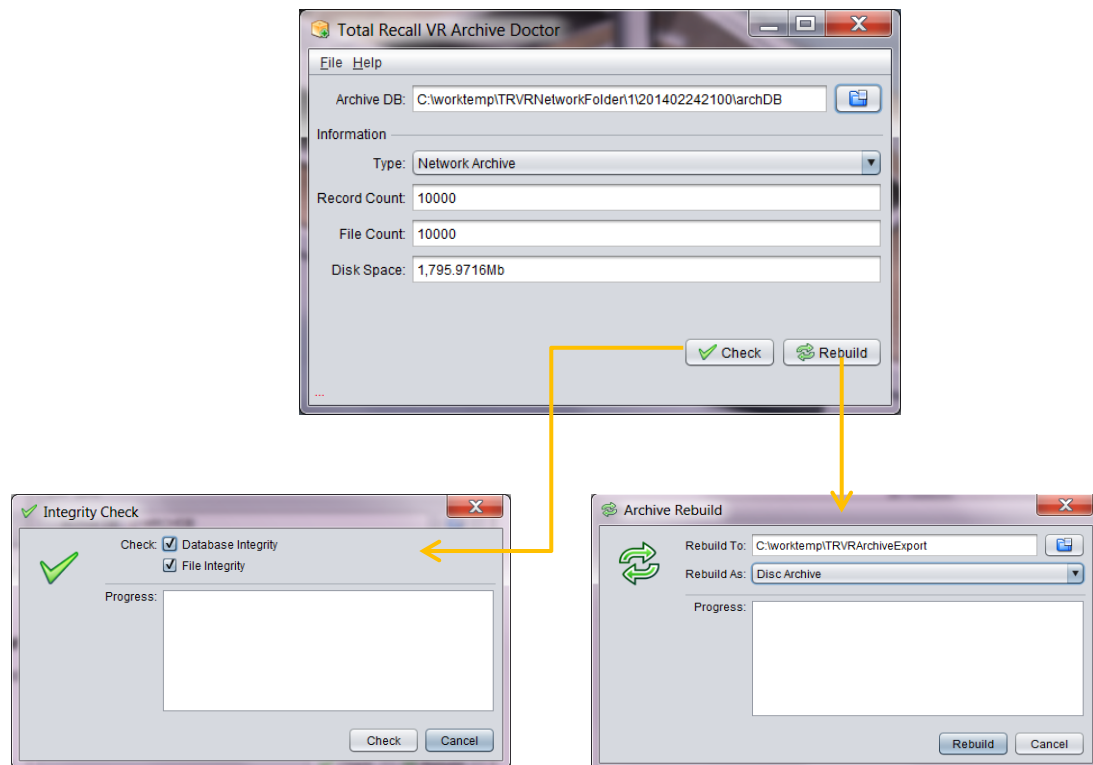 Total Recall VR Archive Doctor
File Help
Archive DB: C:\worktemp\TRVRNetworkFolder\1\201402242100\archDB
Information
Type: Network Archive
Record Count: 10000
File Count: 10000
Disk Space: 1,795.9716Mb
Check Rebuild
...
Integrity Check
Check: Database Integrity
File Integrity
Progress:
Check Cancel
Archive Rebuild
Rebuild To: C:\worktemp\TRVRArchiveExport
Rebuild As: Disc Archive
Progress:
Rebuild Cancel